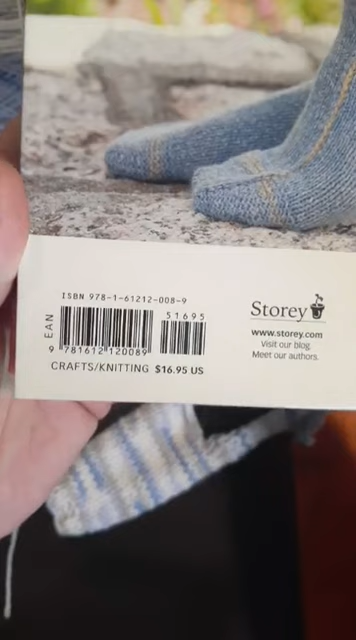 ISBN 978-1-61212-008-9
51695
EAN
9 781612 120089
CRAFTS/KNITTING $16.95 US
Storey
www.storey.com
Visit our blog
Meet our authors.